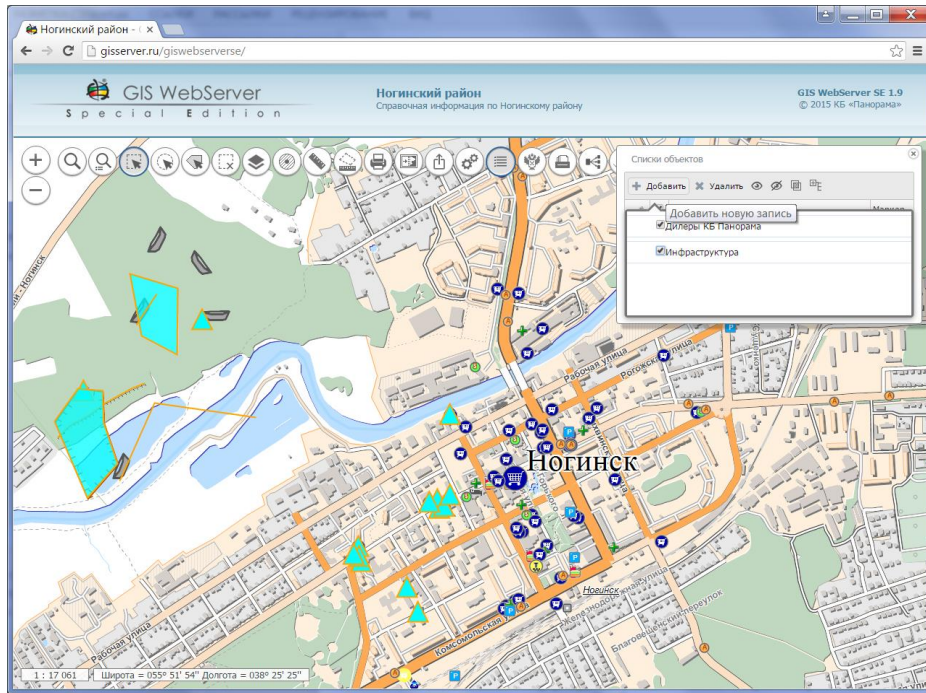 Ногинский район -
gisserver.ru/giswebserverse/
GIS WebServer
Special Edition
Ногинский район
Справочная информация по Ногинскому району
GIS WebServer SE 1.9
© 2015 КБ «Панорама»
Списки объектов
Добавить
Удалить
Добавить новую запись
Дилеры КБ Панорама
Инфраструктура
Рабочая улица
Рогожская улица
Ногинск
Горького
Ногинск
Железнодорожная улица
Комсомольская улица
Благовещенский переулок
Рабочая улица
1 : 17 061
Широта = 055° 51' 54" Долгота = 038° 25' 25"